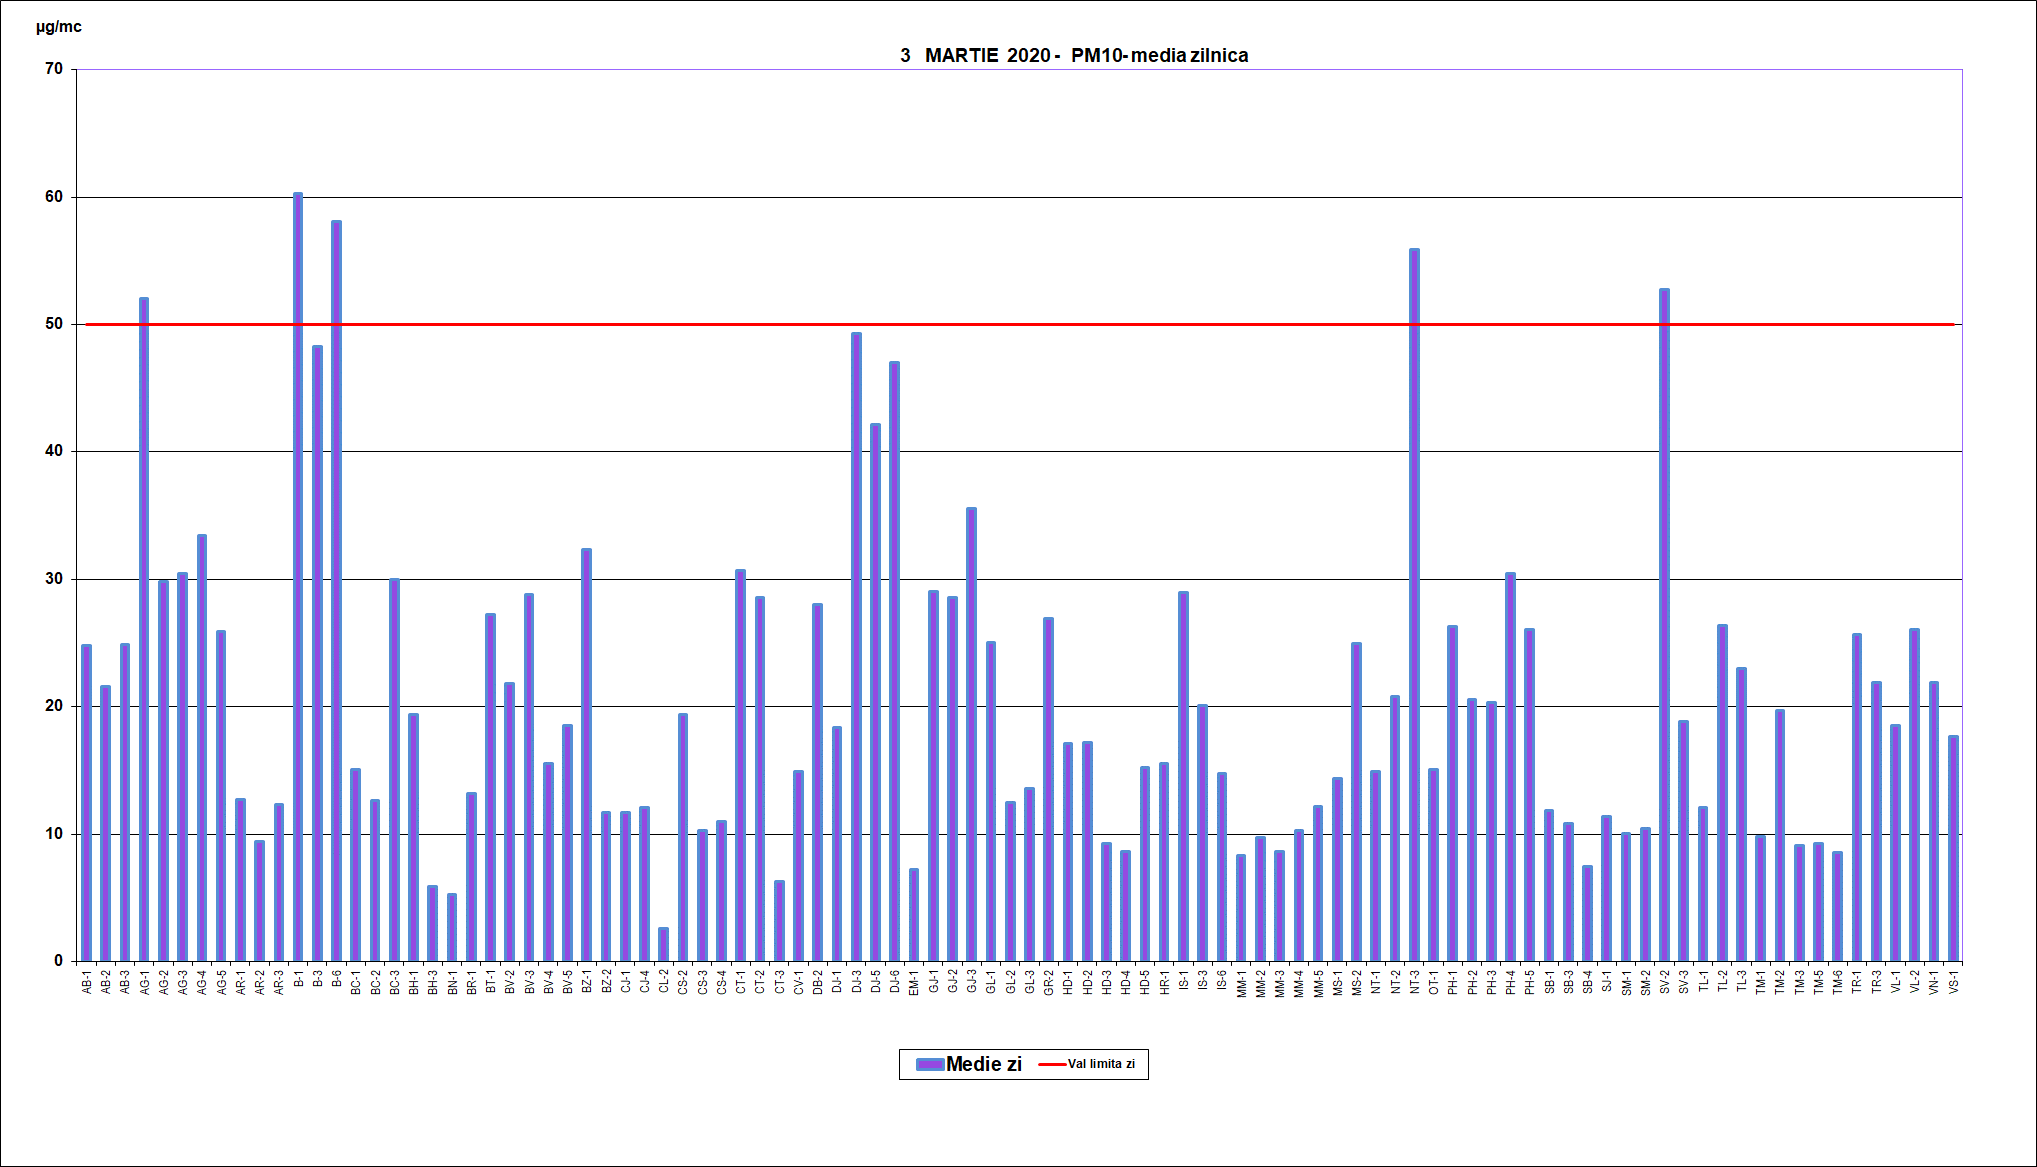 µg/mc
3 MARTIE 2020 - PM10- media zilnica
70
60
50
40
30
20
10
0
AB-1 AB-2 AB-3 AG-1 AG-2 AG-3 AG-4 AG-5 AR-1 AR-2 AR-3 B-1 B-3 B-6 BC-1 BC-2 BC-3 BH-1 BH-3 BN-1 BR-1 BT-1 BV-2 BV-3 BV-4 BV-5 BZ-1 BZ-2 CJ-1 CJ-4 CL-2 CS-2 CS-3 CS-4 CT-1 CT-2 CT-3 CV-1 DB-2 DJ-1 DJ-3 DJ-5 DJ-6 EM-1 GJ-1 GJ-2 GJ-3 GL-1 GL-2 GL-3 GR-2 HD-1 HD-2 HD-3 HD-4 HD-5 HR-1 IS-1 IS-3 IS-6 MM-1 MM-2 MM-3 MM-4 MM-5 MS-1 MS-2 NT-1 NT-2 NT-3 OT-1 PH-1 PH-2 PH-3 PH-4 PH-5 SB-1 SB-3 SB-4 SJ-1 SM-1 SM-2 SV-2 SV-3 TL-1 TL-2 TL-3 TM-1 TM-2 TM-3 TM-5 TM-6 TR-1 TR-3 VL-1 VL-2 VN-1 VS-1
Medie zi Val limita zi